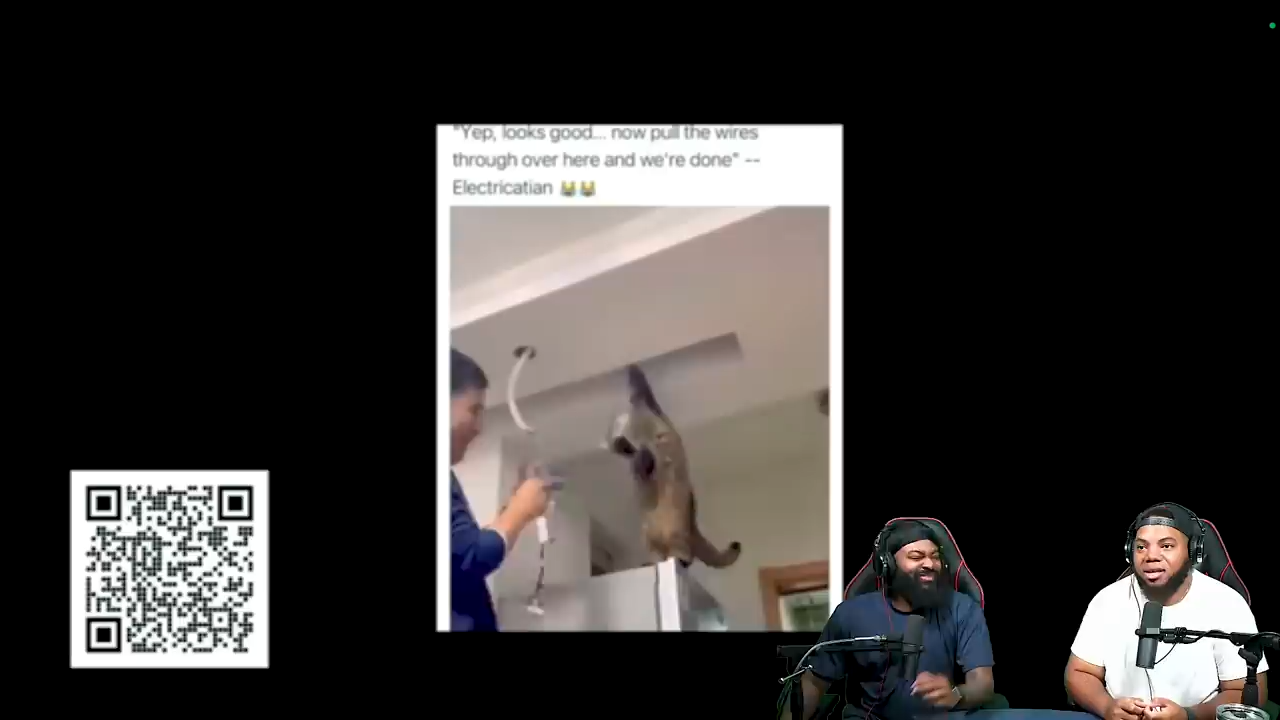 "Yep, looks good... now pull the wires
through over here and we're done" --
Electricatian 😹😹